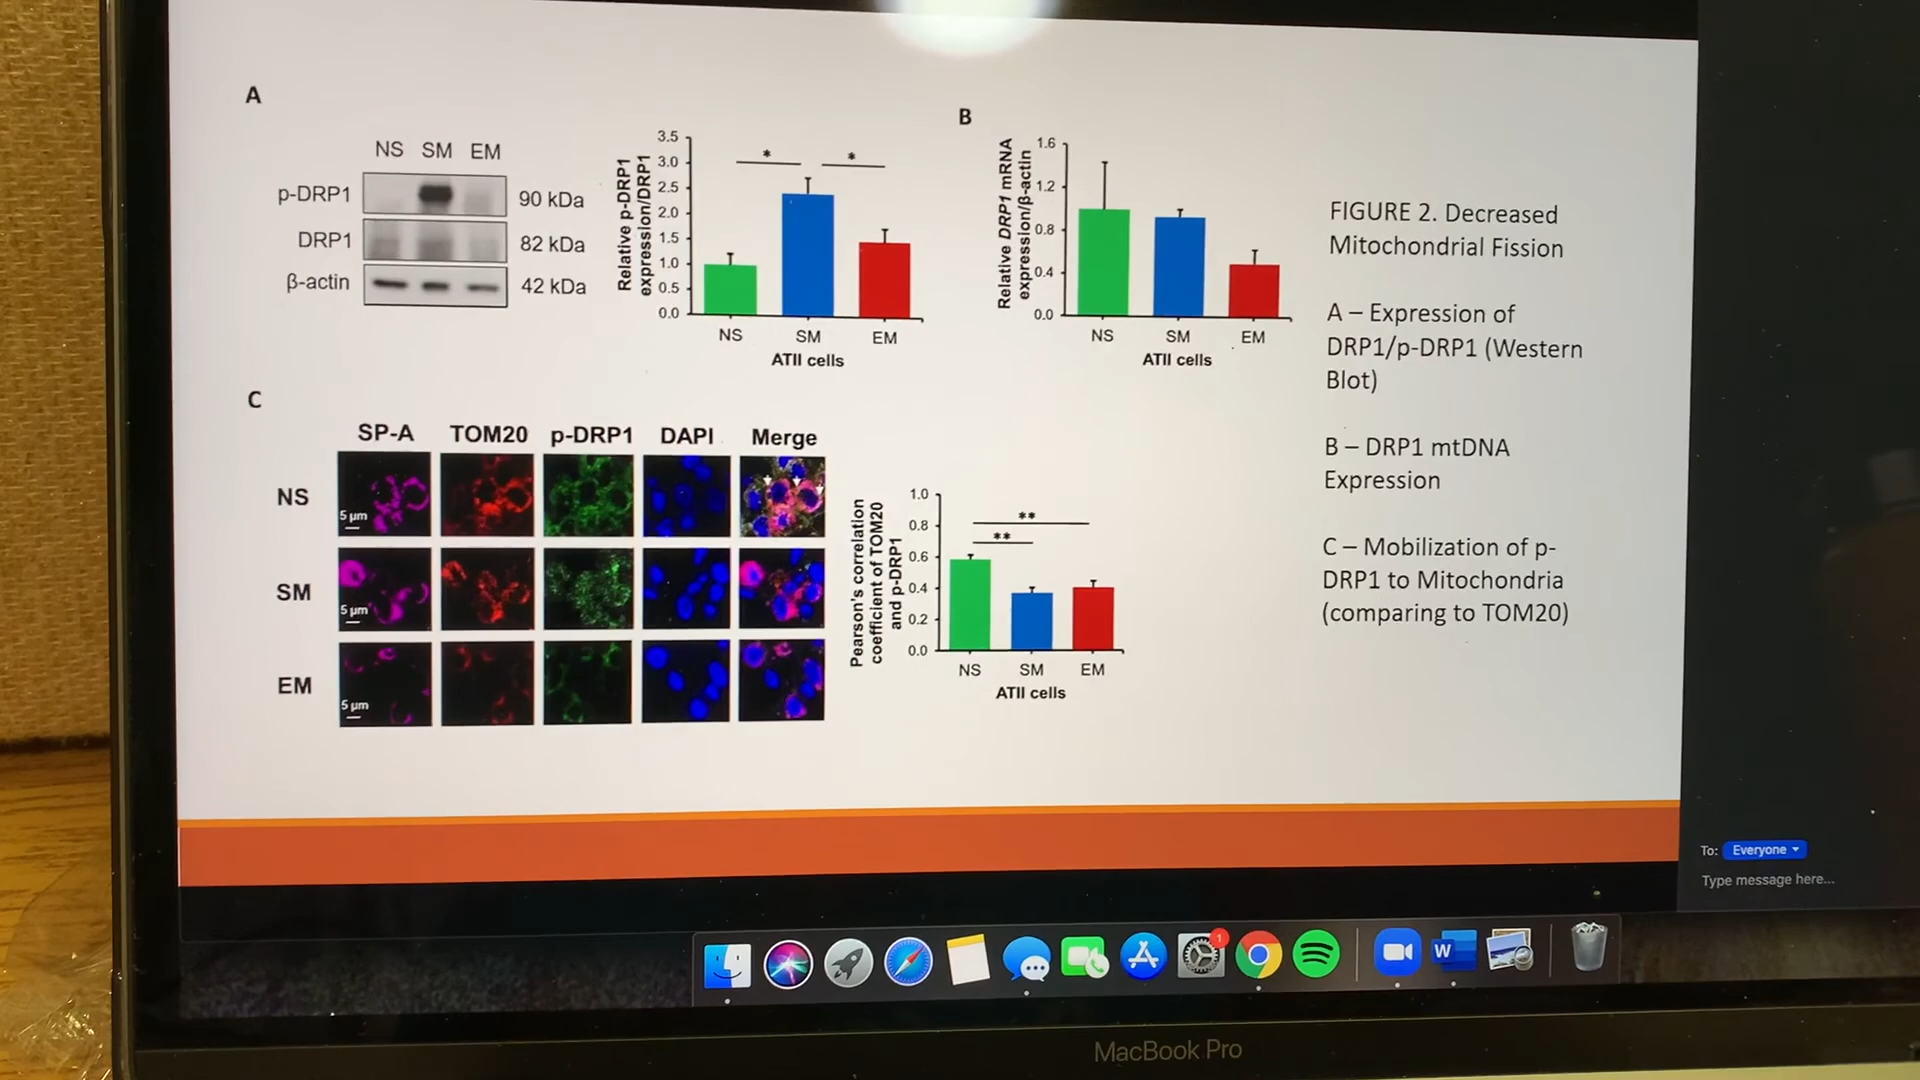 A
NS SM EM
p-DRP1 90 kDa
DRP1 82 kDa
β-actin 42 kDa
Relative p-DRP1
expression/DRP1
3.5
3.0
2.5
2.0
1.5
1.0
0.5
0.0
* *
NS SM EM
ATII cells
B
Relative DRP1 mRNA
expression/β-actin
1.6
1.2
0.8
0.4
0.0
NS SM EM
ATII cells
C
SP-A TOM20 p-DRP1 DAPI Merge
NS
5 μm
SM
5 μm
EM
5 μm
Pearson's correlation
coefficient of TOM20
and p-DRP1
1.0
0.8
0.6
0.4
0.2
0.0
**
**
NS SM EM
ATII cells
FIGURE 2. Decreased
Mitochondrial Fission
A – Expression of
DRP1/p-DRP1 (Western
Blot)
B – DRP1 mtDNA
Expression
C – Mobilization of p-
DRP1 to Mitochondria
(comparing to TOM20)
To: Everyone
Type message here...
1
W
MacBook Pro